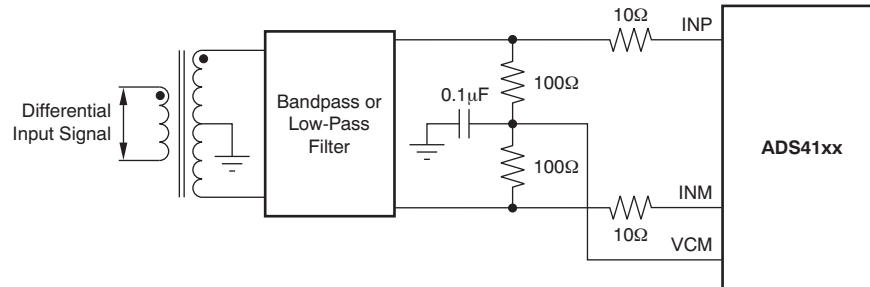 10Ω
INP
100Ω
0.1μF
Differential
Input Signal
Bandpass or
Low-Pass
Filter
ADS41xx
100Ω
INM
10Ω
VCM